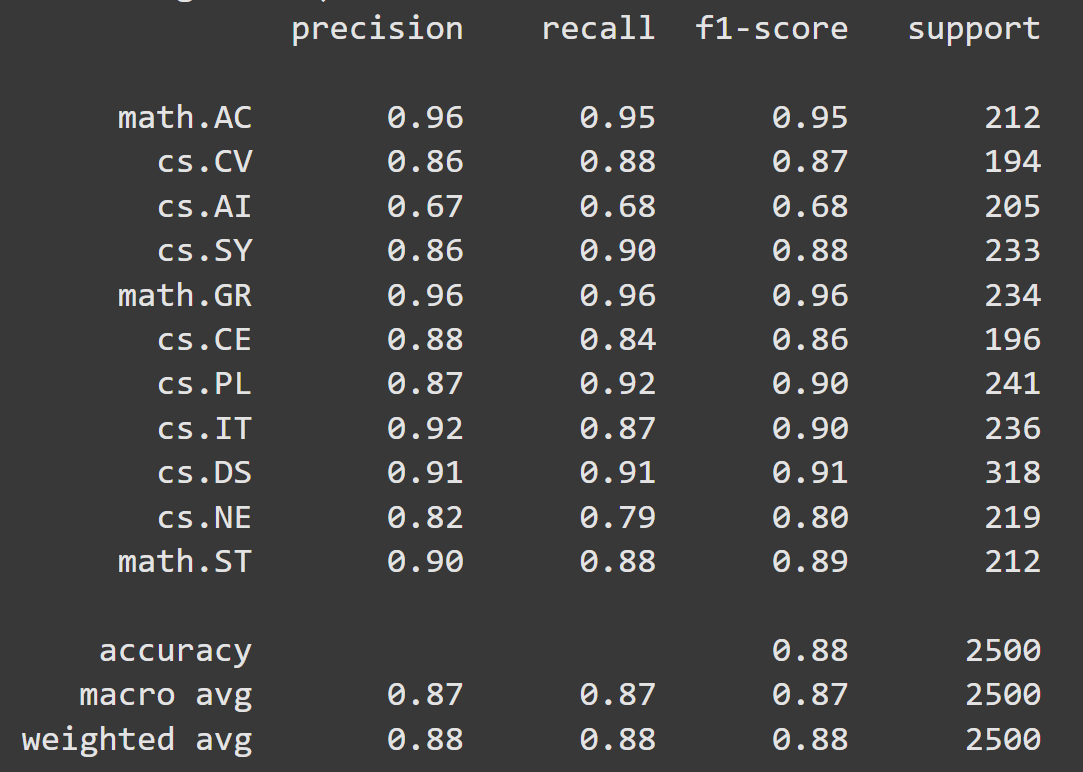 precision recall f1-score support
math.AC 0.96 0.95 0.95 212
cs.CV 0.86 0.88 0.87 194
cs.AI 0.67 0.68 0.68 205
cs.SY 0.86 0.90 0.88 233
math.GR 0.96 0.96 0.96 234
cs.CE 0.88 0.84 0.86 196
cs.PL 0.87 0.92 0.90 241
cs.IT 0.92 0.87 0.90 236
cs.DS 0.91 0.91 0.91 318
cs.NE 0.82 0.79 0.80 219
math.ST 0.90 0.88 0.89 212
accuracy 0.88 2500
macro avg 0.87 0.87 0.87 2500
weighted avg 0.88 0.88 0.88 2500